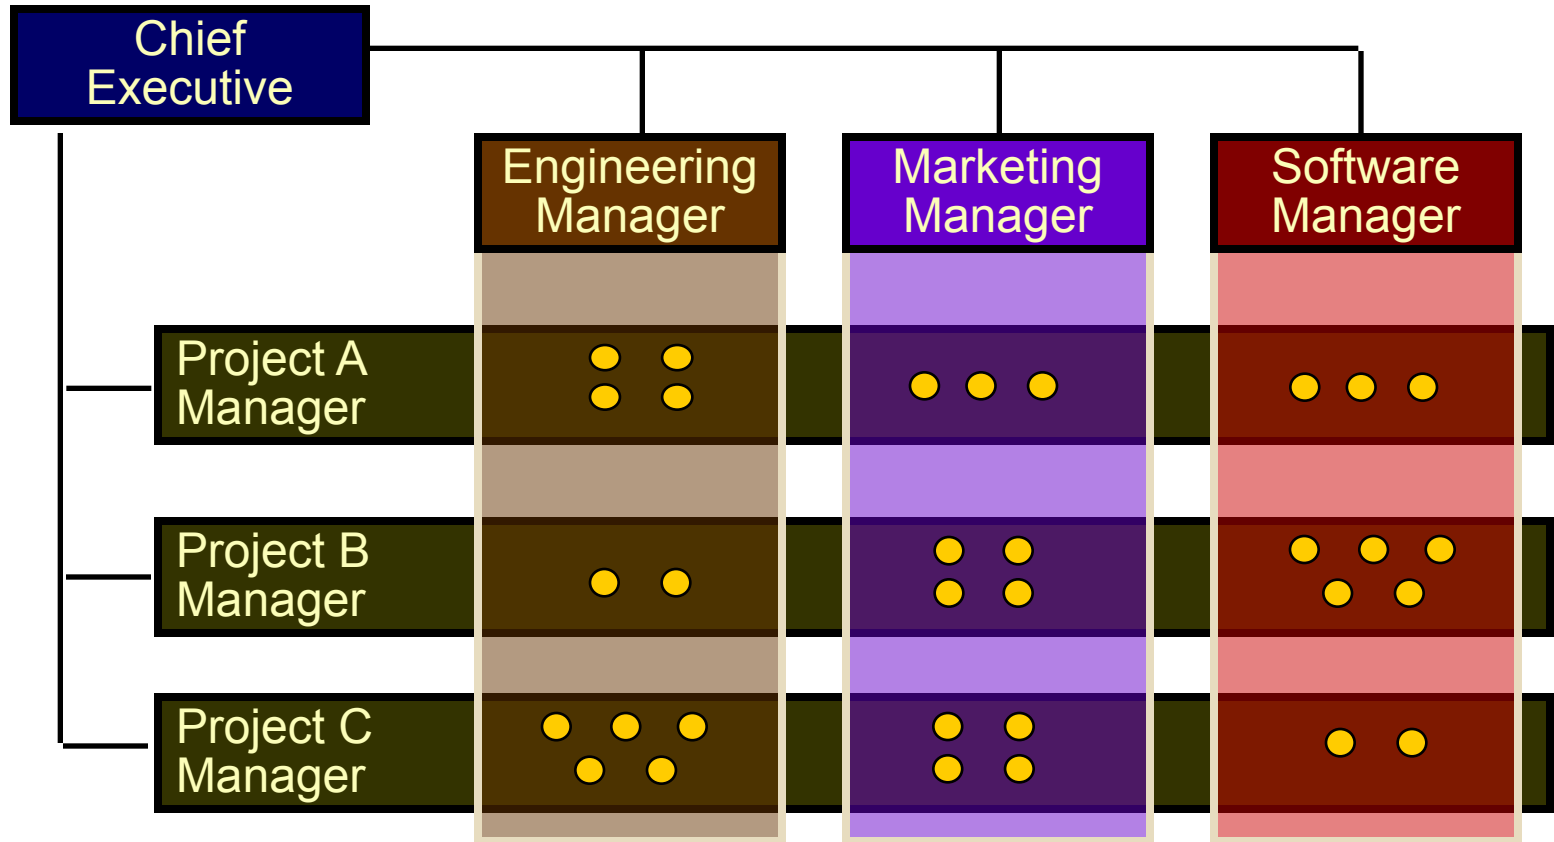 Chief
Executive
Engineering
Manager
Marketing
Manager
Software
Manager
Project A
Manager
Project B
Manager
Project C
Manager